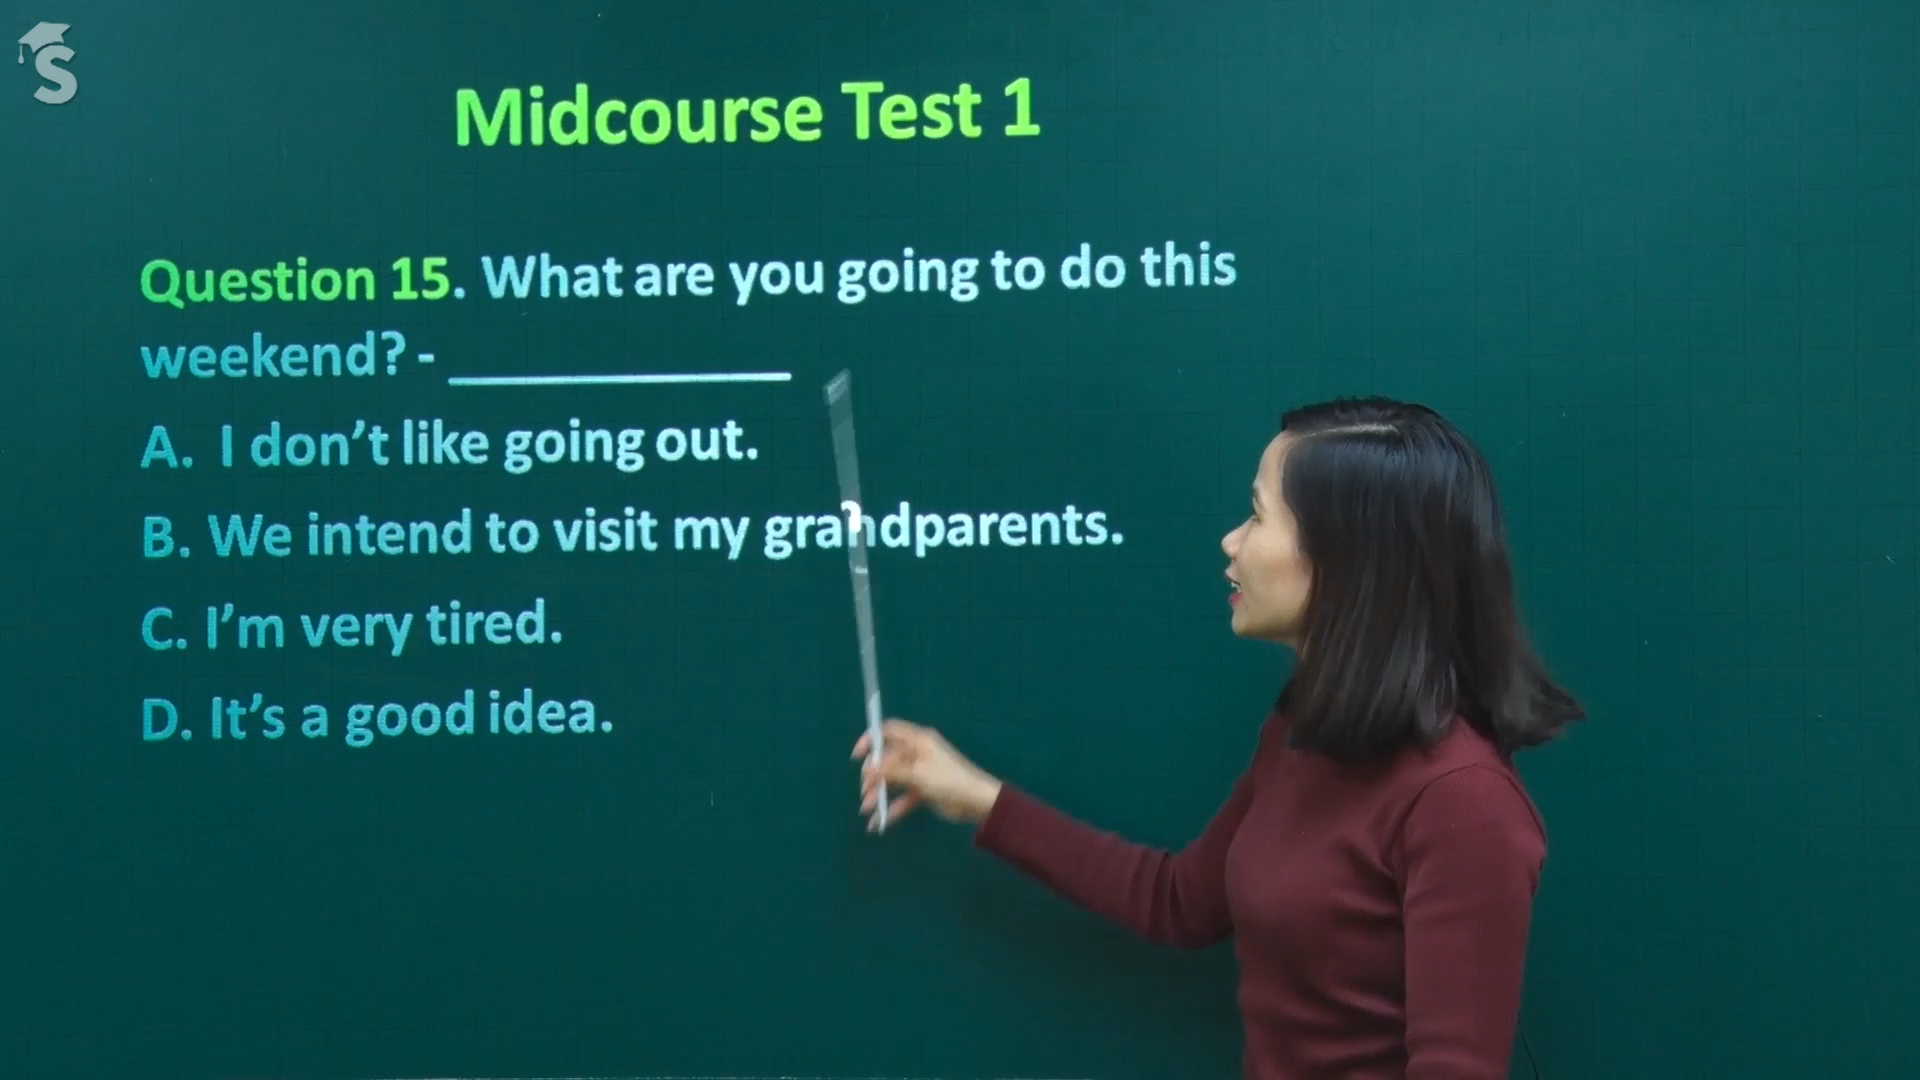 S
Midcourse Test 1
Question 15. What are you going to do this
weekend? - __________
A. I don't like going out.
B. We intend to visit my grandparents.
C. I'm very tired.
D. It's a good idea.